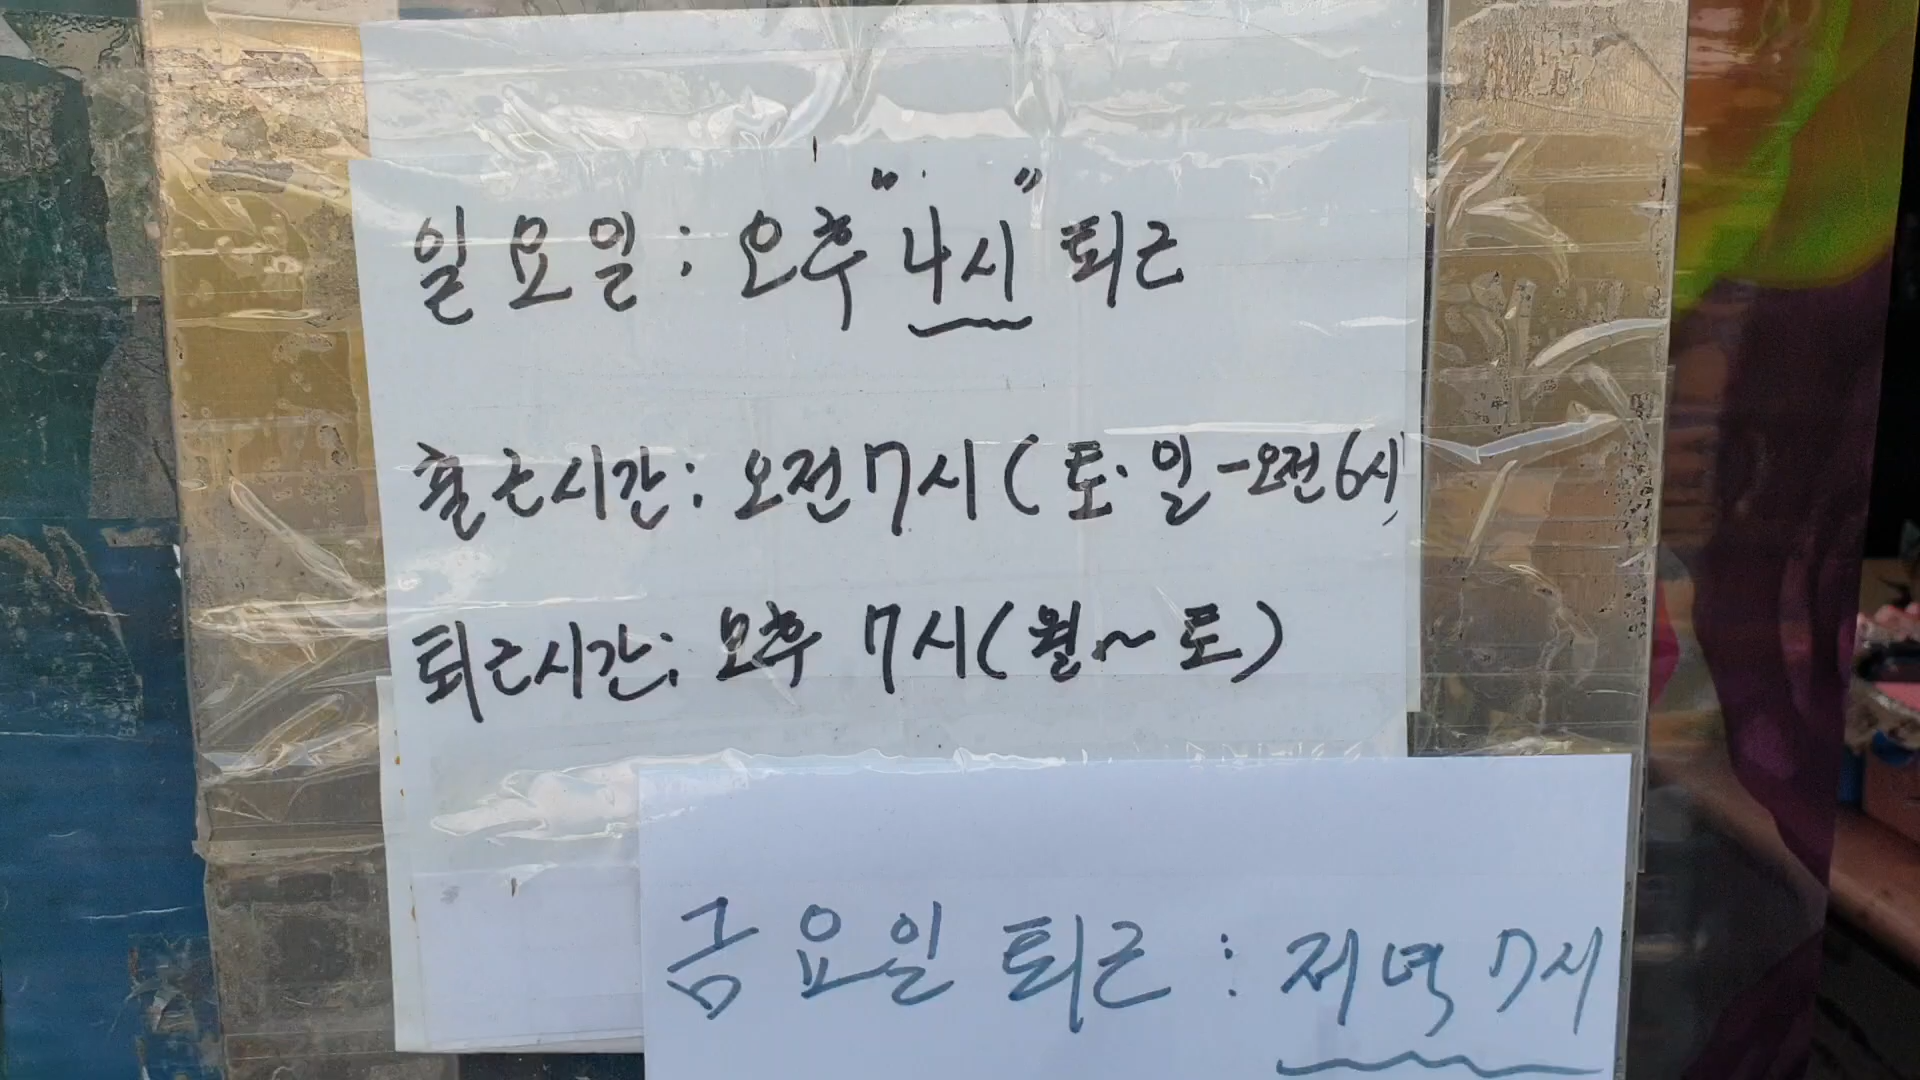 일요일 : 오후 "4시" 퇴근
출근시간 : 오전 7시 ( 토·일 - 오전 6시)
퇴근시간 : 오후 7시 ( 월~토 )
금요일 퇴근 : 저녁 7시